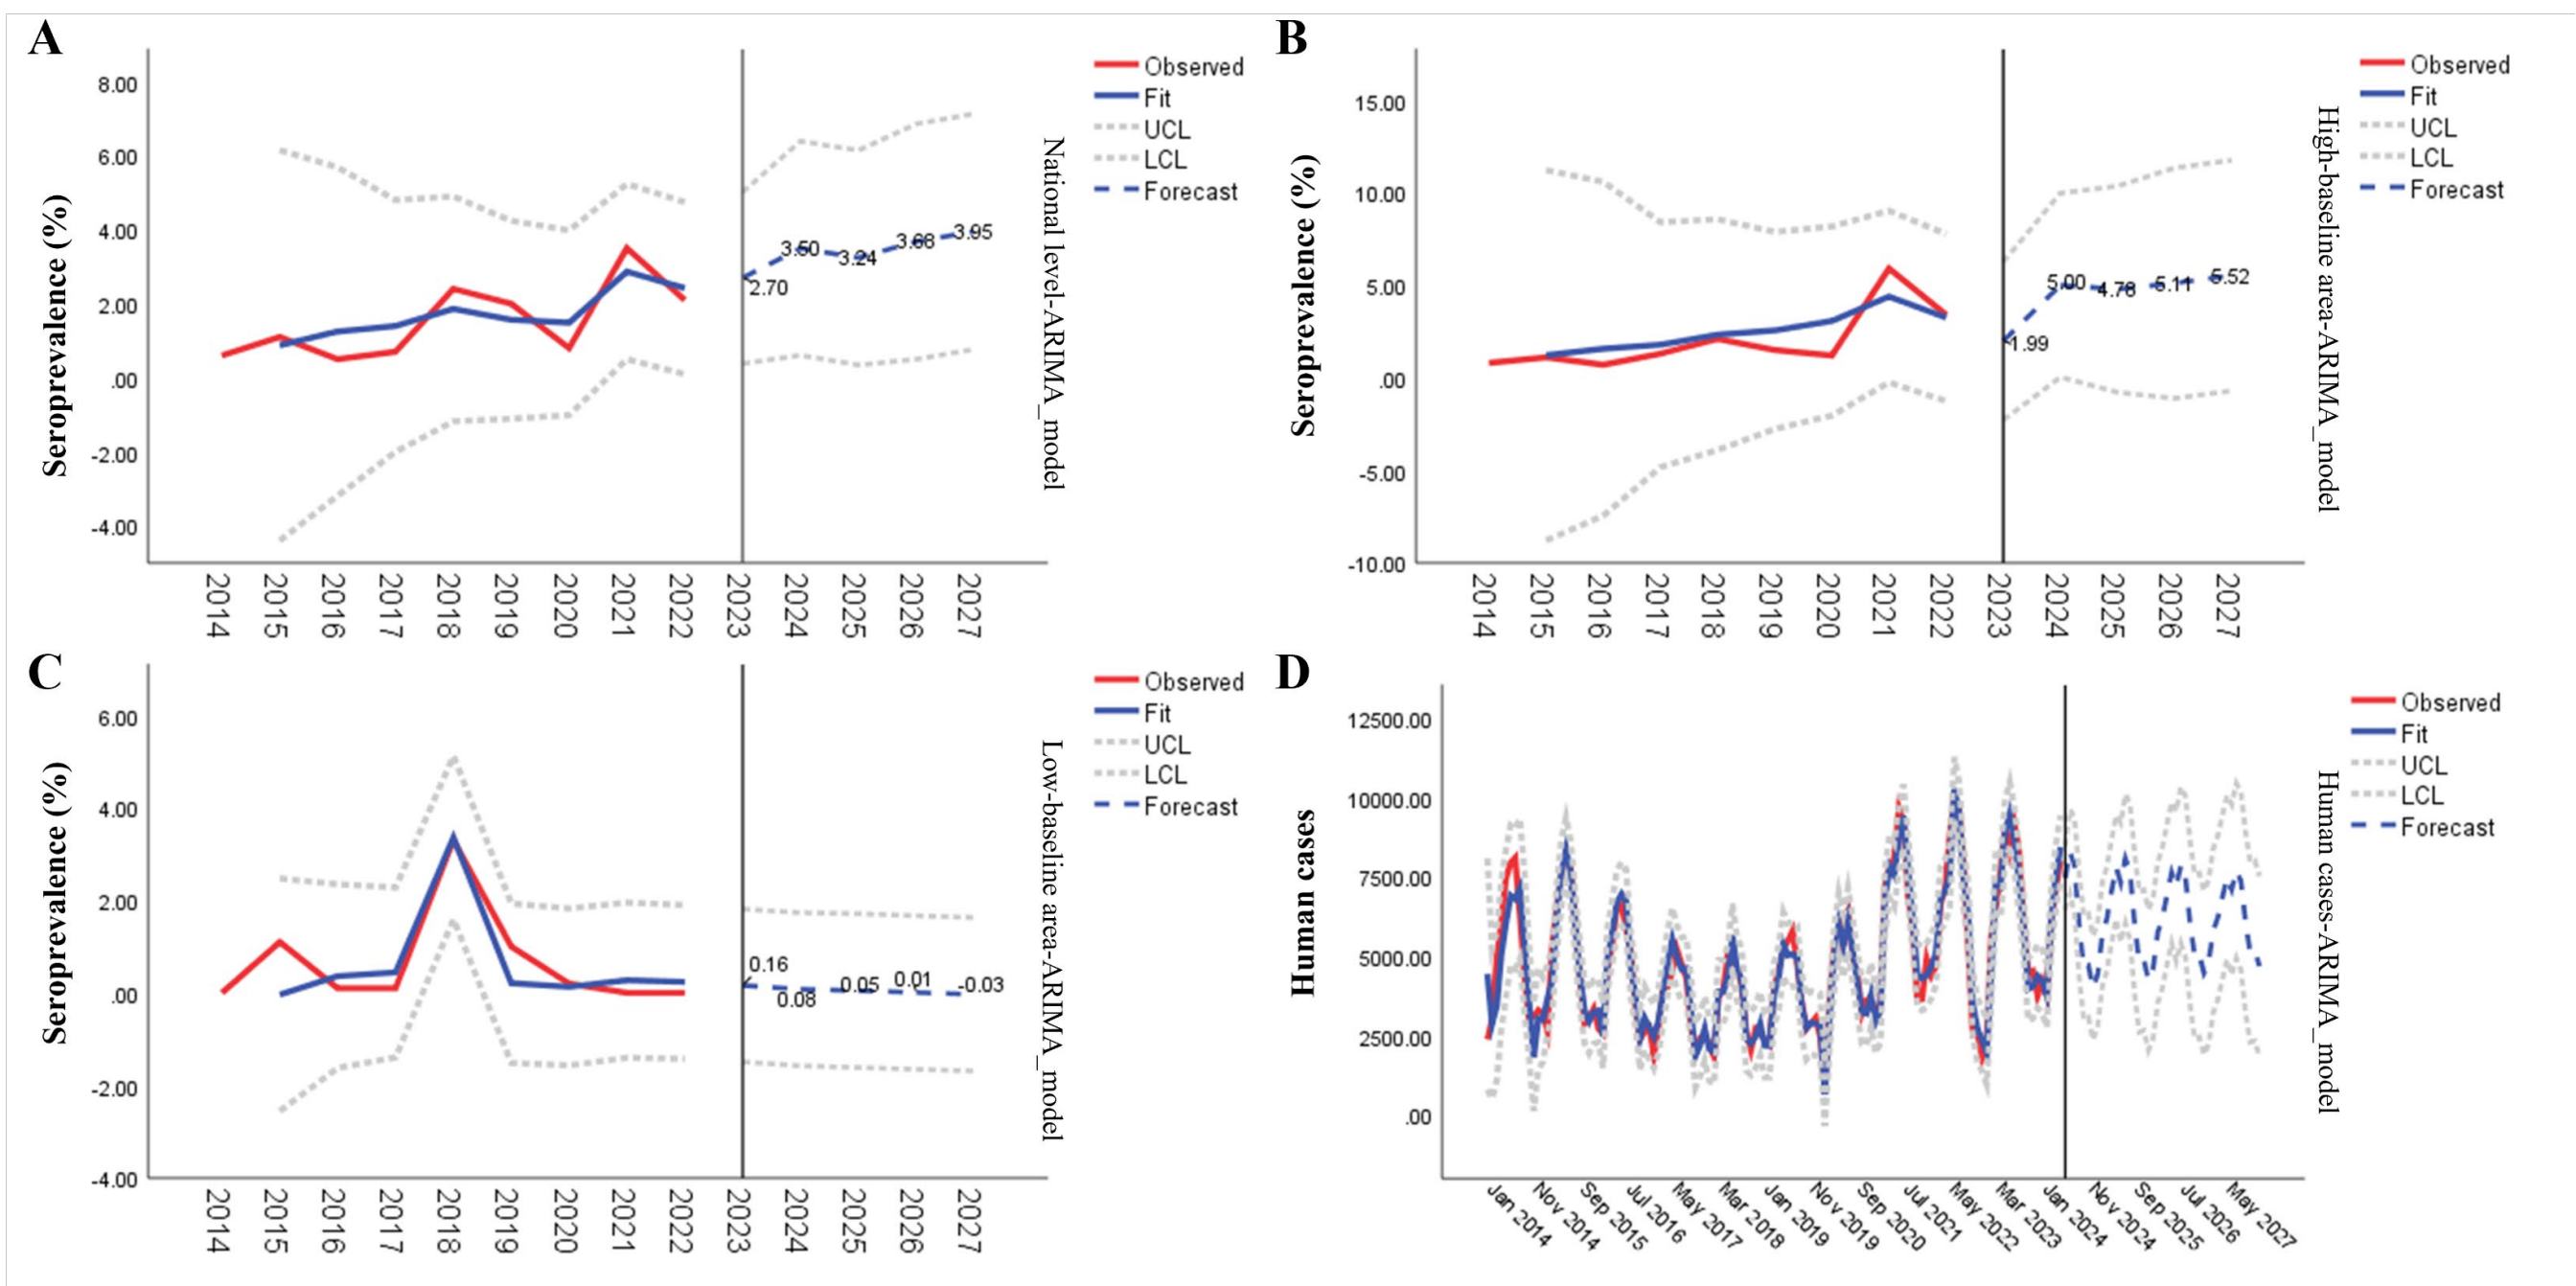 A
8.00
6.00
4.00
2.00
.00
-2.00
-4.00
Seroprevalence (%)
2014
2015
2016
2017
2018
2019
2020
2021
2022
2023
2024
2025
2026
2027
2.70
3.50
3.24
3.68
3.95
Observed
Fit
UCL
LCL
Forecast
National level-ARIMA_model
B
15.00
10.00
5.00
.00
-5.00
-10.00
Seroprevalence (%)
2014
2015
2016
2017
2018
2019
2020
2021
2022
2023
2024
2025
2026
2027
1.99
5.00
4.78
5.11
5.52
Observed
Fit
UCL
LCL
Forecast
High-baseline area-ARIMA_model
C
6.00
4.00
2.00
.00
-2.00
-4.00
Seroprevalence (%)
2014
2015
2016
2017
2018
2019
2020
2021
2022
2023
2024
2025
2026
2027
0.16
0.08
0.05
0.01
-0.03
Observed
Fit
UCL
LCL
Forecast
Low-baseline area-ARIMA_model
D
12500.00
10000.00
7500.00
5000.00
2500.00
.00
Human cases
Jan 2014
Nov 2014
Sep 2015
Jul 2016
May 2017
Mar 2018
Jan 2019
Nov 2019
Sep 2020
Jul 2021
May 2022
Mar 2023
Jan 2024
Nov 2024
Sep 2025
Jul 2026
May 2027
Observed
Fit
UCL
LCL
Forecast
Human cases-ARIMA_model